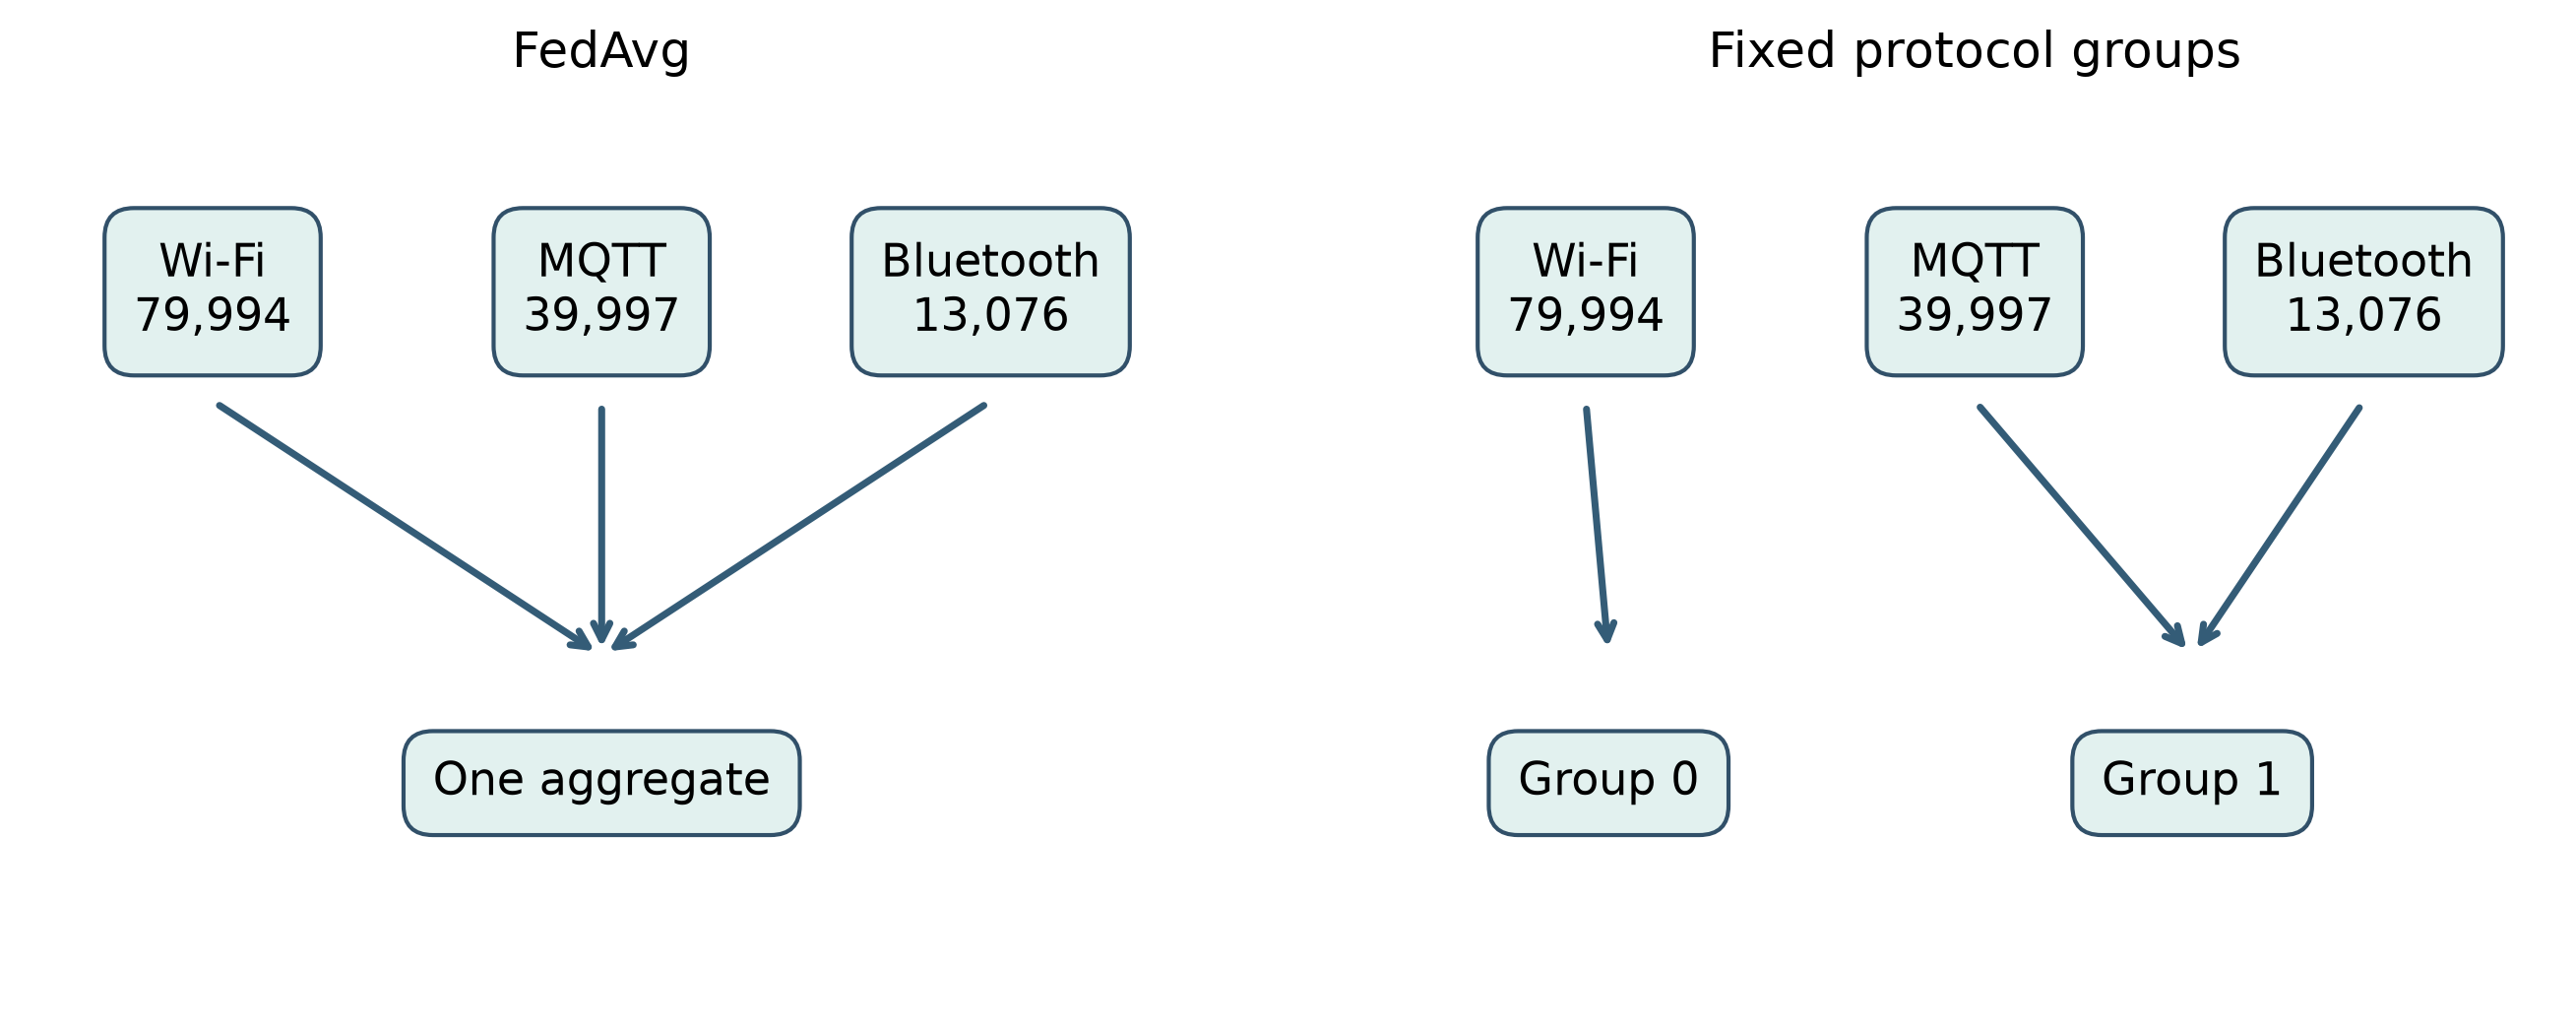 FedAvg
Wi-Fi
79,994
MQTT
39,997
Bluetooth
13,076
One aggregate
Fixed protocol groups
Wi-Fi
79,994
MQTT
39,997
Bluetooth
13,076
Group 0
Group 1